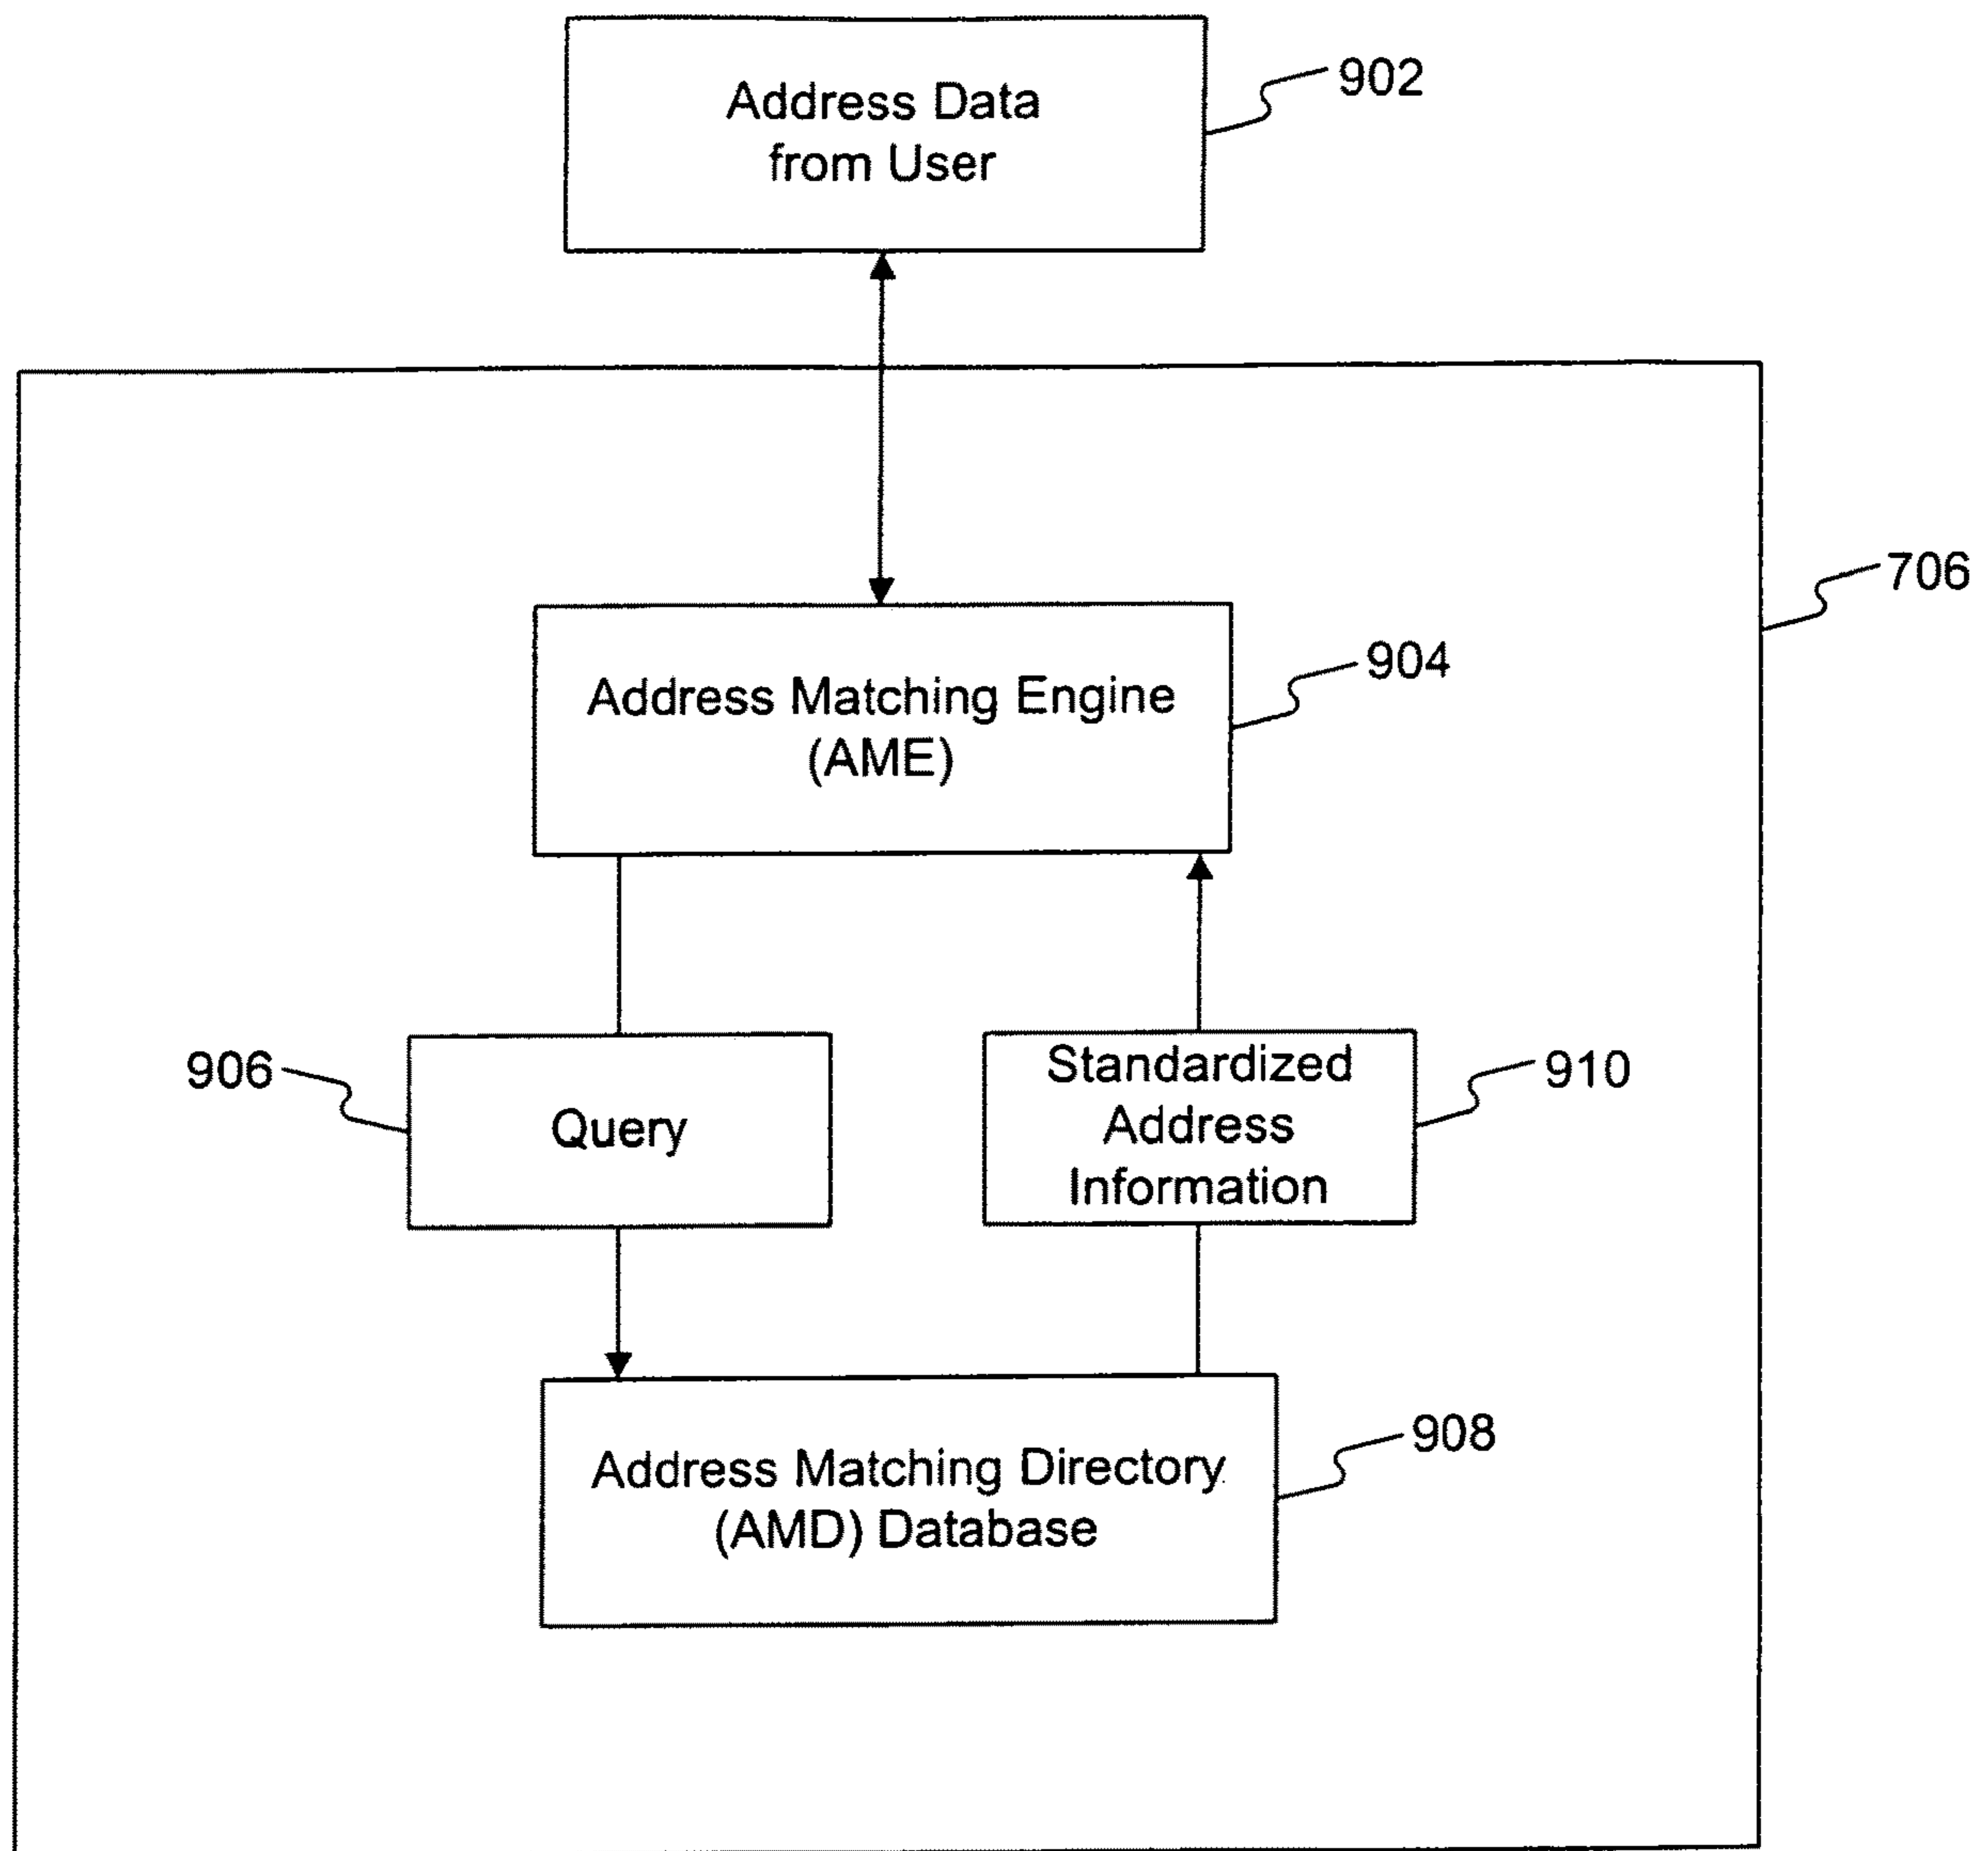 Address Data
from User
902
706
Address Matching Engine
(AME)
904
906
Query
Standardized
Address
Information
910
Address Matching Directory
(AMD) Database
908